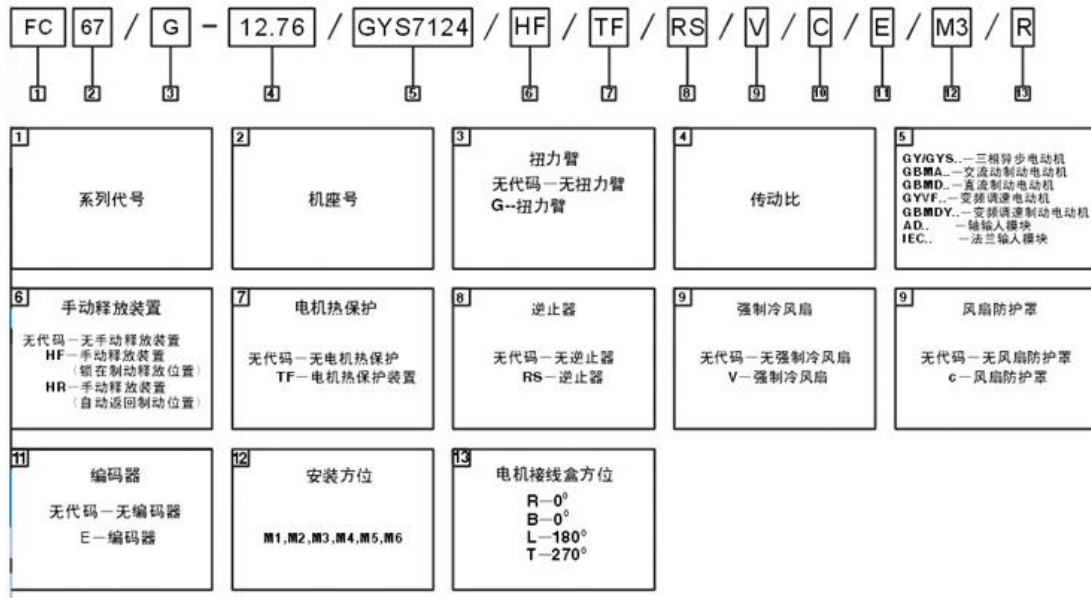 FC 67 / G - 12.76 / GYS7124 / HF / TF / RS / V / C / E / M3 / R
1 2 3 4 5 6 7 8 9 10 11 12 13
1
系列代号
2
机座号
3
扭力臂
无代码—无扭力臂
G--扭力臂
4
传动比
5
GY/GYS..—三相异步电动机
GBMA..—交流动制动电动机
GBMD..—直流制动电动机
GYVF..—变频调速电动机
GBMDY..—变频调速制动电动机
AD.. —轴输人模块
IEC.. —法兰输人模块
6
手动释放装置
无代码—无手动释放装置
HF—手动释放装置
(锁在制动释放位置)
HR—手动释放装置
(自动返回制动位置)
7
电机热保护
无代码—无电机热保护
TF—电机热保护装置
8
逆止器
无代码—无逆止器
RS—逆止器
9
强制冷风扇
无代码—无强制冷风扇
V—强制冷风扇
9
风扇防护罩
无代码—无风扇防护罩
c—风扇防护罩
11
编码器
无代码—无编码器
E—编码器
12
安装方位
M1,M2,M3,M4,M5,M6
13
电机接线盒方位
R—0°
B—0°
L—180°
T—270°